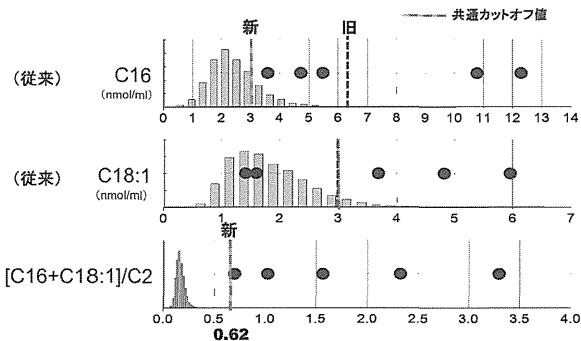 共通カットオフ値
新 旧
(従来) C16
(nmol/ml)
0 1 2 3 4 5 6 7 8 9 10 11 12 13 14
(従来) C18:1
(nmol/ml)
0 1 2 3 4 5 6 7
新
[C16+C18:1]/C2
0.0 0.5 1.0 1.5 2.0 2.5 3.0 3.5 4.0
0.62